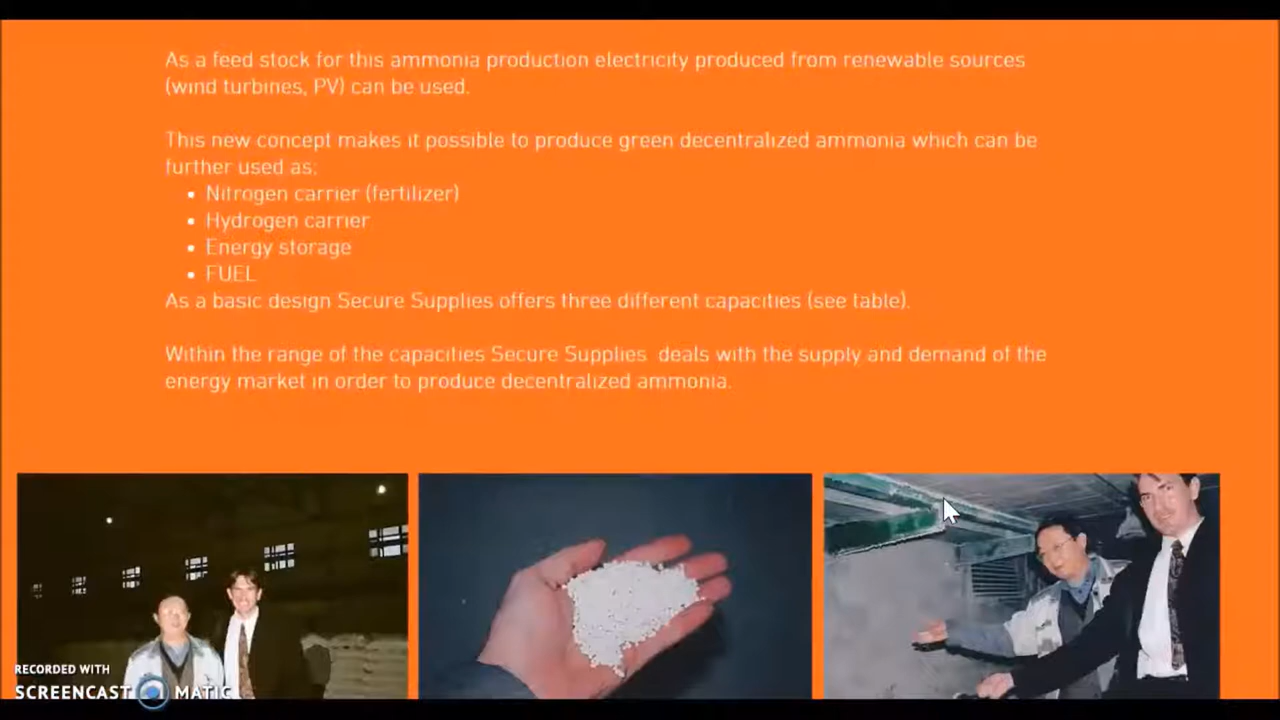 As a feed stock for this ammonia production electricity produced from renewable sources
(wind turbines, PV) can be used.
This new concept makes it possible to produce green decentralized ammonia which can be
further used as:
• Nitrogen carrier (fertilizer)
• Hydrogen carrier
• Energy storage
• FUEL
As a basic design Secure Supplies offers three different capacities (see table).
Within the range of the capacities Secure Supplies deals with the supply and demand of the
energy market in order to produce decentralized ammonia.
RECORDED WITH
SCREENCAST MATIC